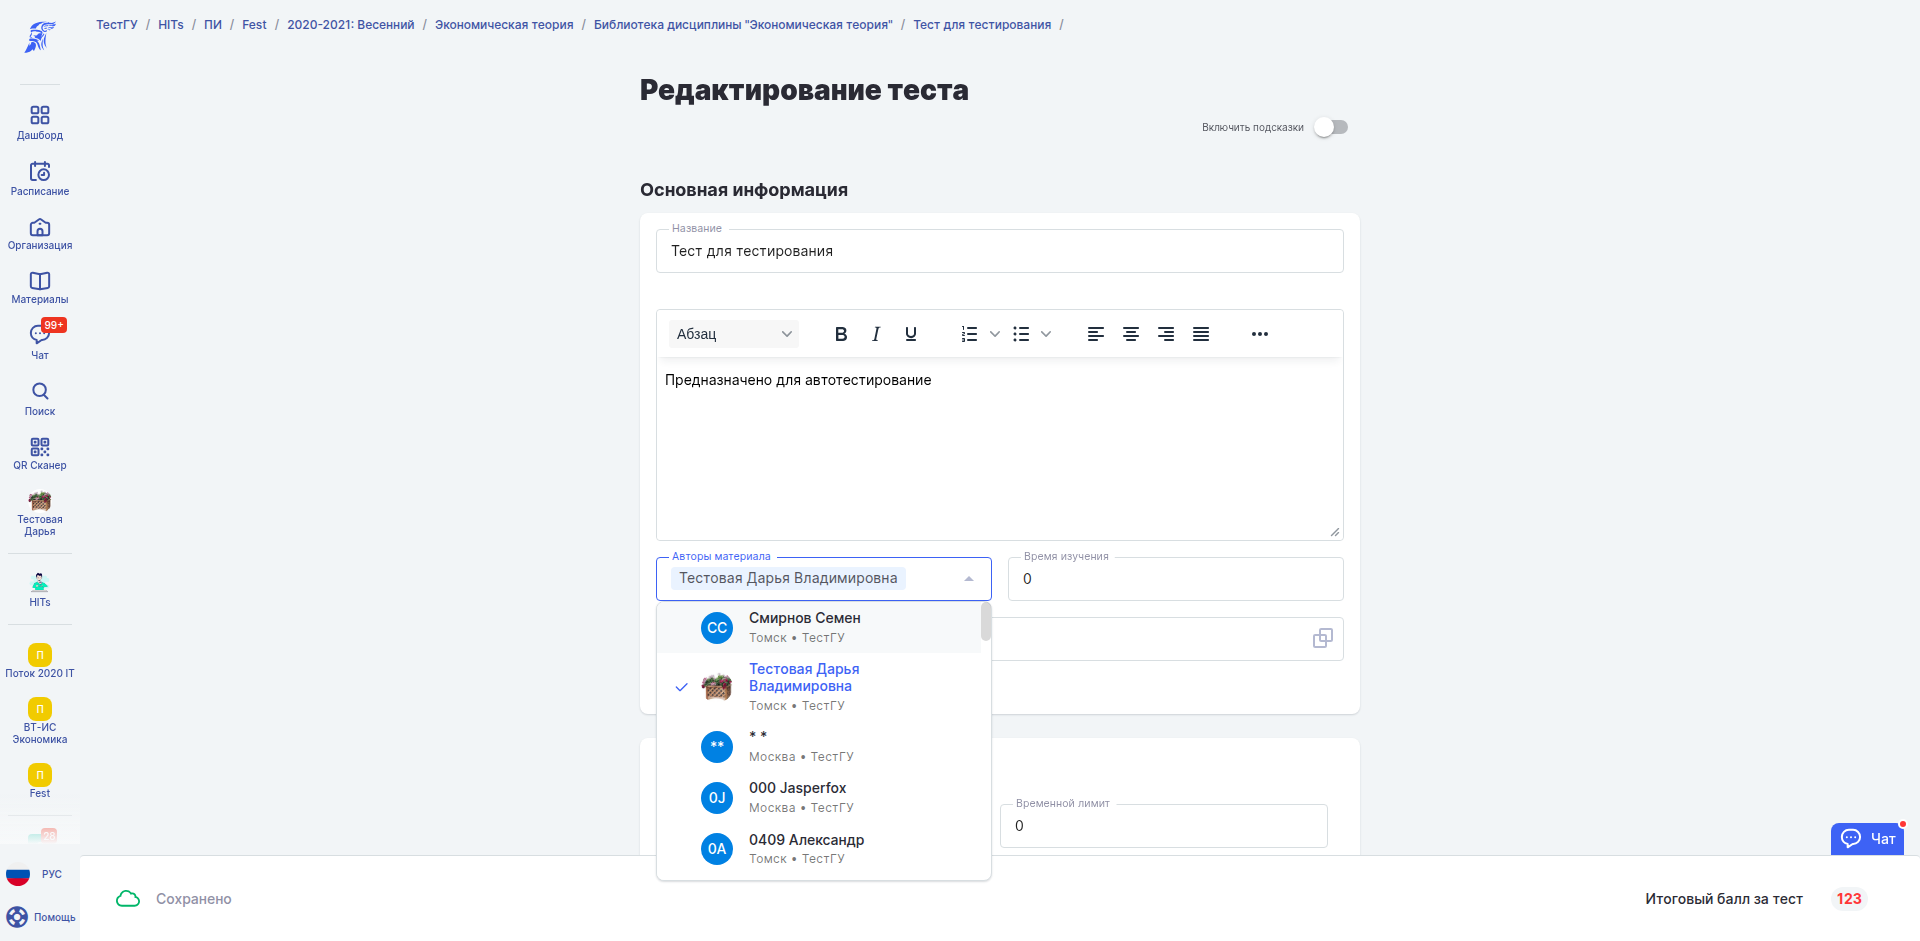 ТестГУ / HITs / ПИ / Fest / 2020-2021: Весенний / Экономическая теория / Библиотека дисциплины "Экономическая теория" / Тест для тестирования /
Дашборд
Расписание
Организация
Материалы
99+
Чат
Поиск
QR Сканер
Тестовая
Дарья
HITs
П
Поток 2020 IT
П
ВТ-ИС
Экономика
П
Fest
28
РУС
Помощь
Редактирование теста
Включить подсказки
Основная информация
Название
Тест для тестирования
Абзац B I U
Предназначено для автотестирование
Авторы материала
Тестовая Дарья Владимировна
Время изучения
0
СС
Смирнов Семен
Томск • ТестГУ
Тестовая Дарья
Владимировна
Томск • ТестГУ
**
* *
Москва • ТестГУ
0J
000 Jasperfox
Москва • ТестГУ
0А
0409 Александр
Томск • ТестГУ
Временной лимит
0
Чат
Сохранено
Итоговый балл за тест 123